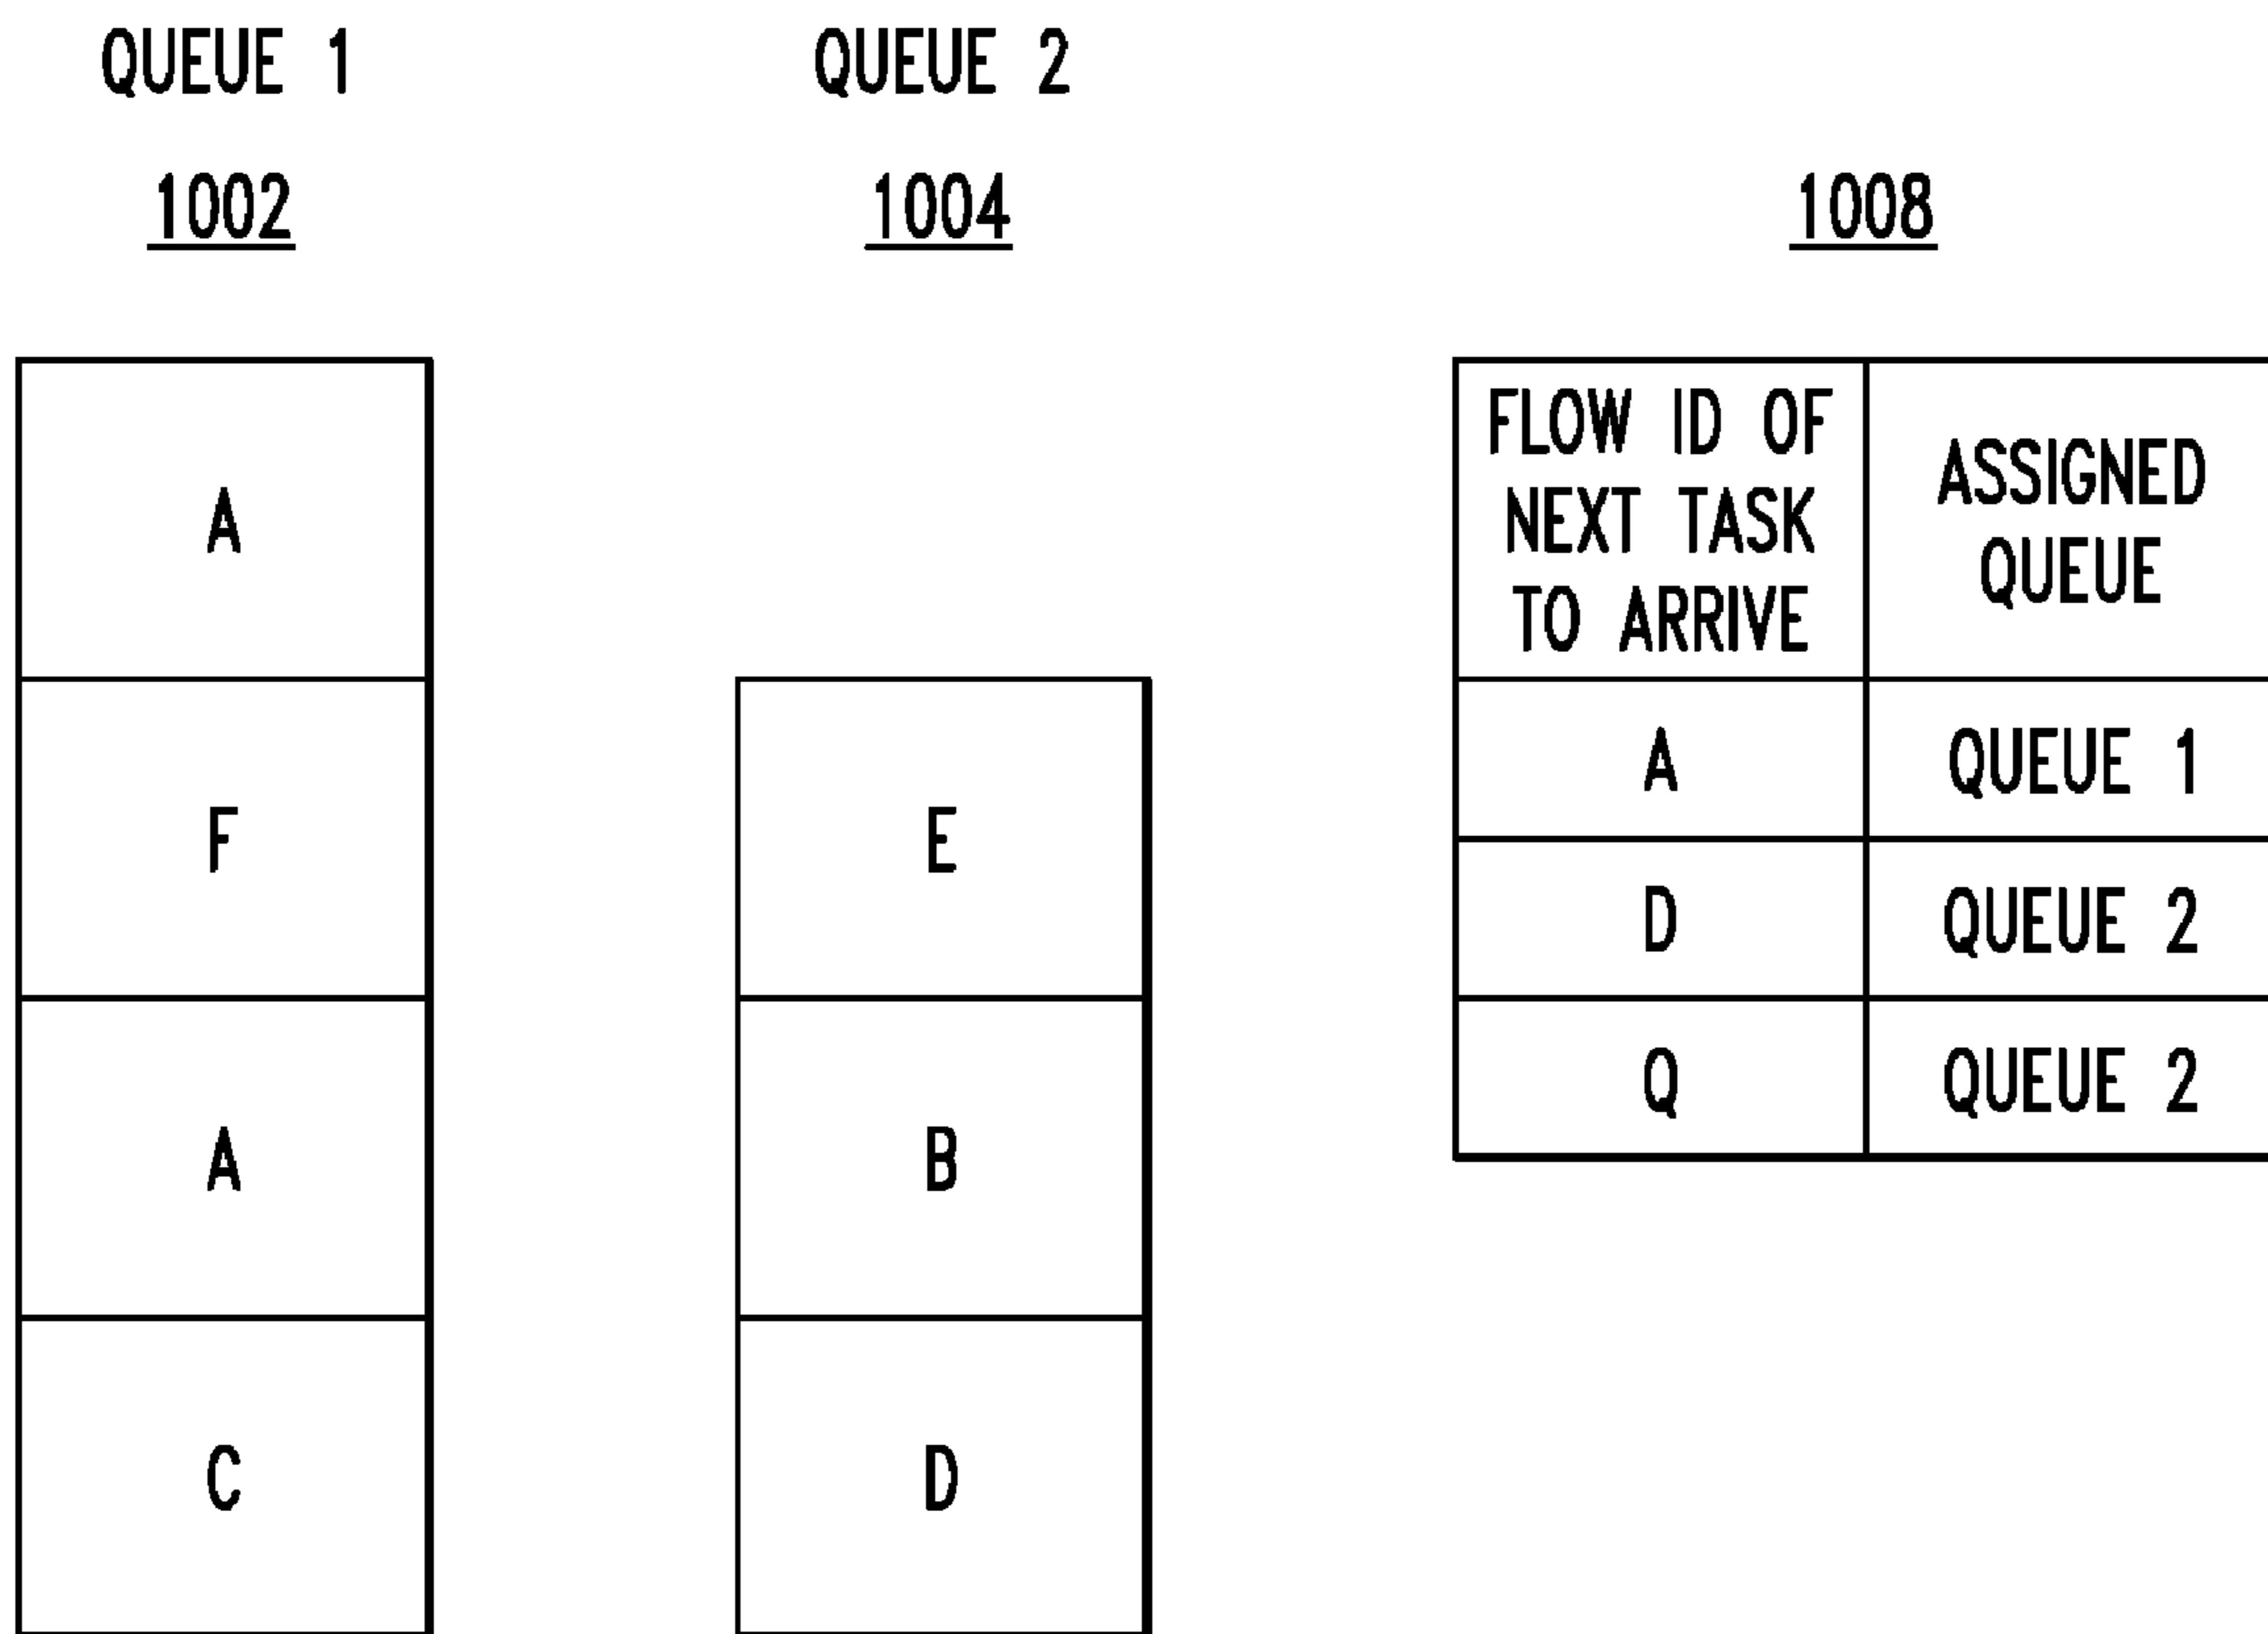 QUEUE 1
1002
A
F
A
C
QUEUE 2
1004
E
B
D
1008
FLOW ID OF
NEXT TASK
TO ARRIVE
ASSIGNED
QUEUE
A
QUEUE 1
D
QUEUE 2
Q
QUEUE 2